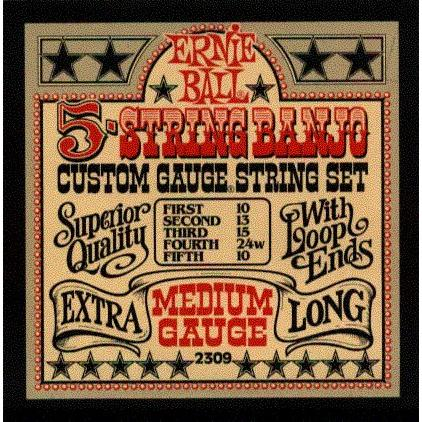 ERNIE
BALL®
5-STRING BANJO
CUSTOM GAUGE® STRING SET
Superior
Quality
FIRST 10
SECOND 13
THIRD 15
FOURTH 24w
FIFTH 10
With
Loop
Ends
EXTRA
MEDIUM
GAUGE
LONG
2309